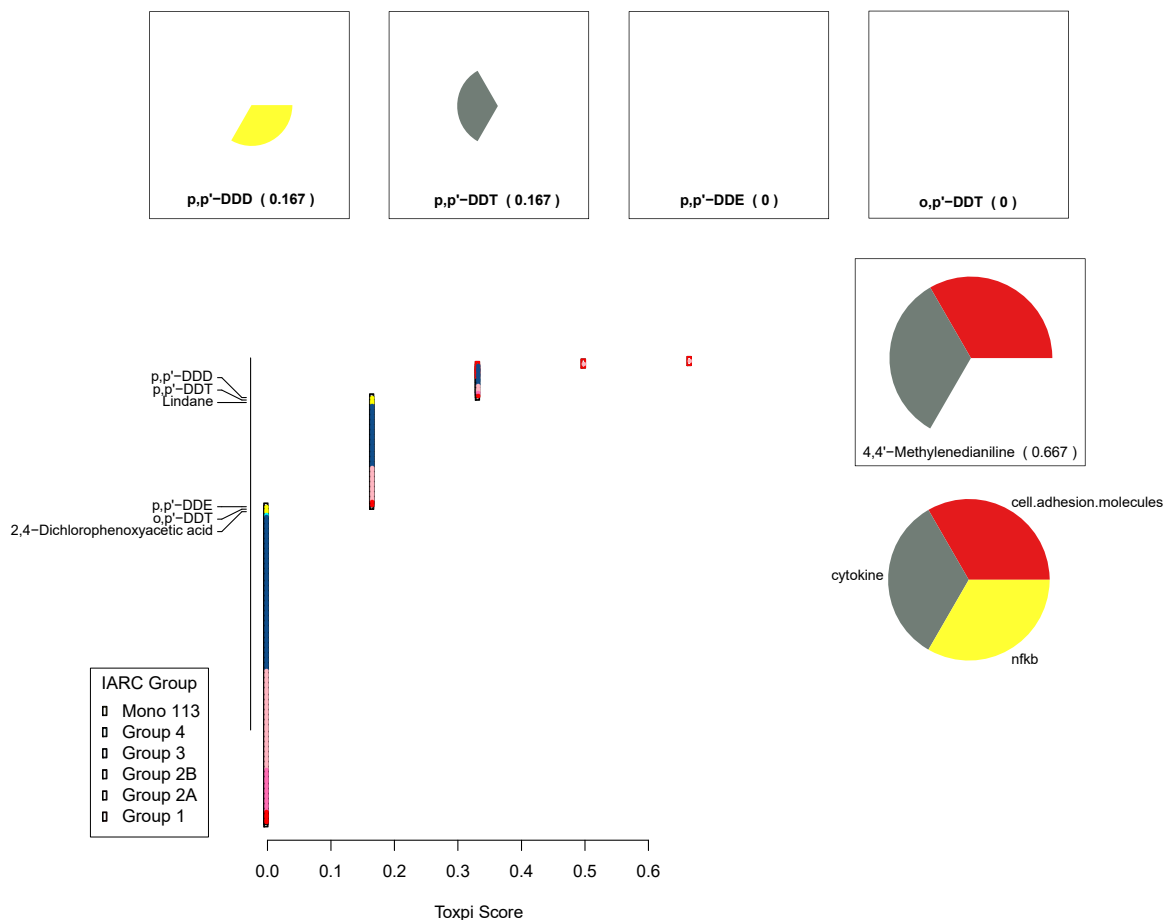 p,p'−DDD ( 0.167 )
p,p'−DDT ( 0.167 )
p,p'−DDE ( 0 )
o,p'−DDT ( 0 )
4,4'−Methylenedianiline ( 0.667 )
p,p'−DDD
p,p'−DDT
Lindane
p,p'−DDE
o,p'−DDT
2,4−Dichlorophenoxyacetic acid
cell.adhesion.molecules
cytokine
nfkb
IARC Group
Mono 113
Group 4
Group 3
Group 2B
Group 2A
Group 1
0.0 0.1 0.2 0.3 0.4 0.5 0.6
Toxpi Score